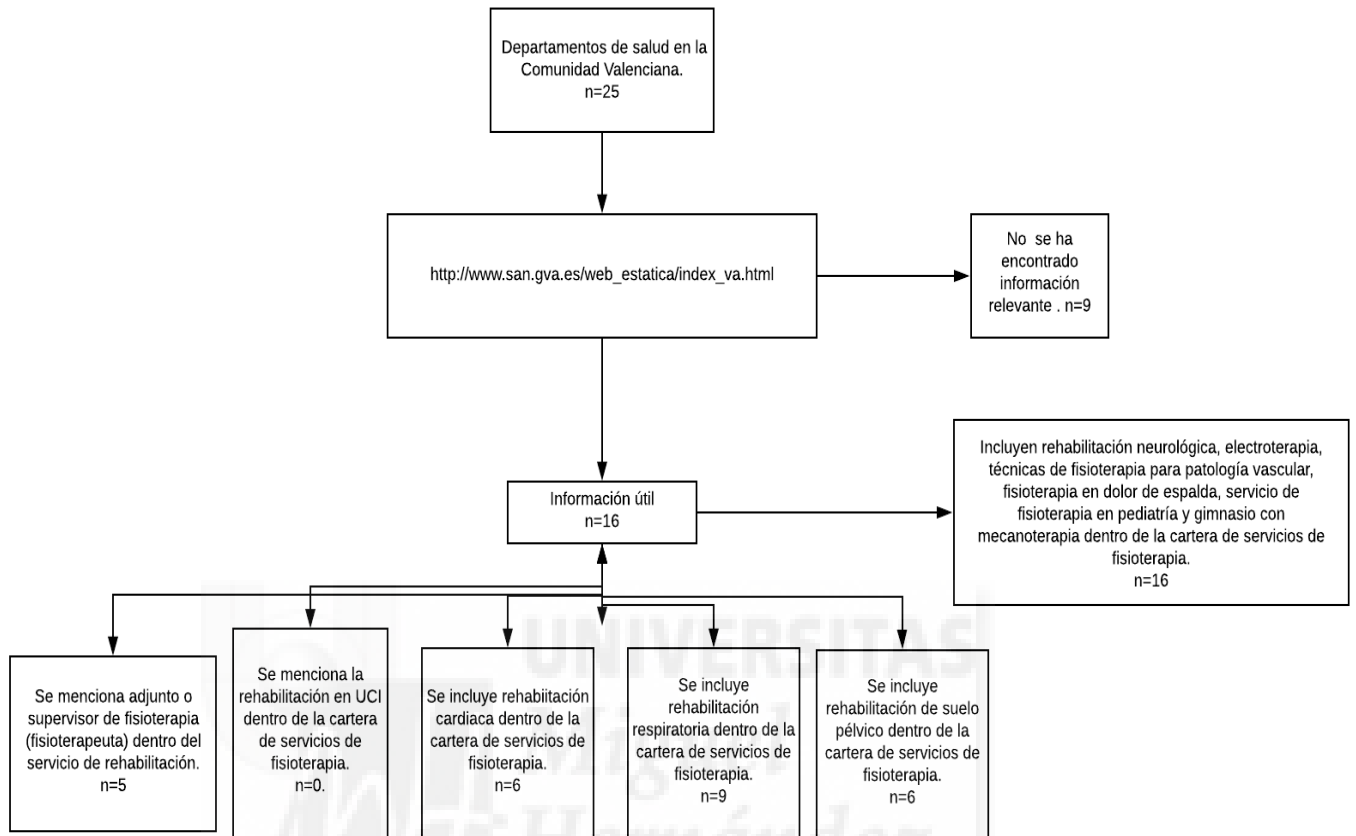 Departamentos de salud en la
Comunidad Valenciana.
n=25
http://www.san.gva.es/web_estatica/index_va.html
No se ha
encontrado
información
relevante . n=9
Información útil
n=16
Incluyen rehabilitación neurológica, electroterapia,
técnicas de fisioterapia para patología vascular,
fisioterapia en dolor de espalda, servicio de
fisioterapia en pediatría y gimnasio con
mecanoterapia dentro de la cartera de servicios de
fisioterapia.
n=16
Se menciona adjunto o
supervisor de fisioterapia
(fisioterapeuta) dentro del
servicio de rehabilitación.
n=5
Se menciona la
rehabilitación en UCI
dentro de la cartera
de servicios de
fisioterapia.
n=0.
Se incluye rehabiitación
cardiaca dentro de la
cartera de servicios de
fisioterapia.
n=6
Se incluye
rehabilitación
respiratoria dentro de la
cartera de servicios de
fisioterapia.
n=9
Se incluye
rehabilitación de suelo
pélvico dentro de la
cartera de servicios de
fisioterapia.
n=6
UNIVERSITAS
Miguel
Hernández